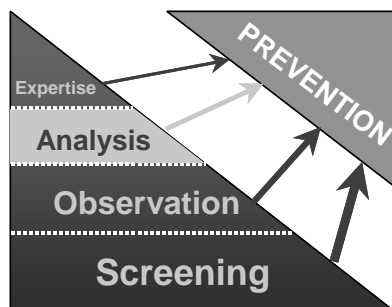 PREVENTION
Expertise
Analysis
Observation
Screening